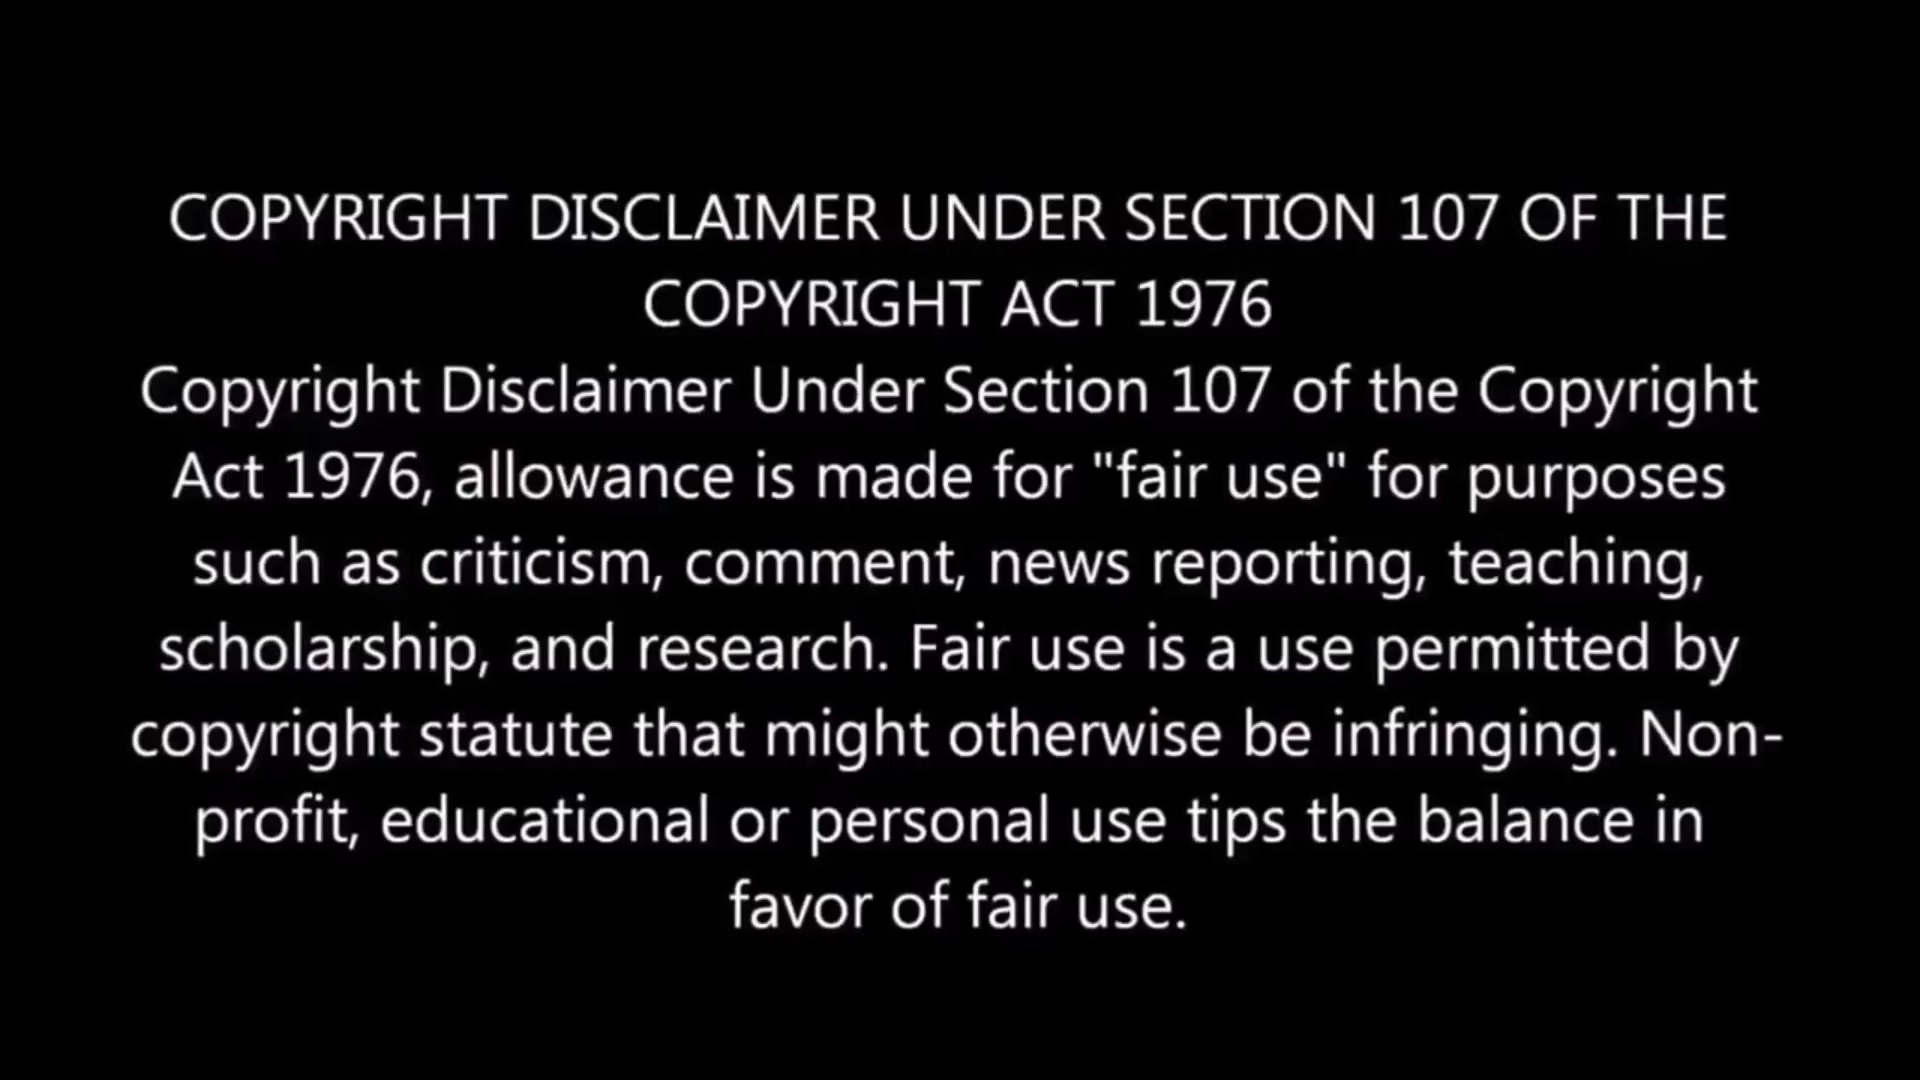 COPYRIGHT DISCLAIMER UNDER SECTION 107 OF THE
COPYRIGHT ACT 1976
Copyright Disclaimer Under Section 107 of the Copyright
Act 1976, allowance is made for "fair use" for purposes
such as criticism, comment, news reporting, teaching,
scholarship, and research. Fair use is a use permitted by
copyright statute that might otherwise be infringing. Non-
profit, educational or personal use tips the balance in
favor of fair use.